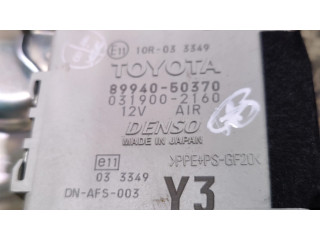 E11 10R-03 3349
TOYOTA
89940-50370
031900-2160
12V AIR
DENSO
MADE IN JAPAN
e11 >PPE+PS-GF20<
03 3349
DN-AFS-003 Y3